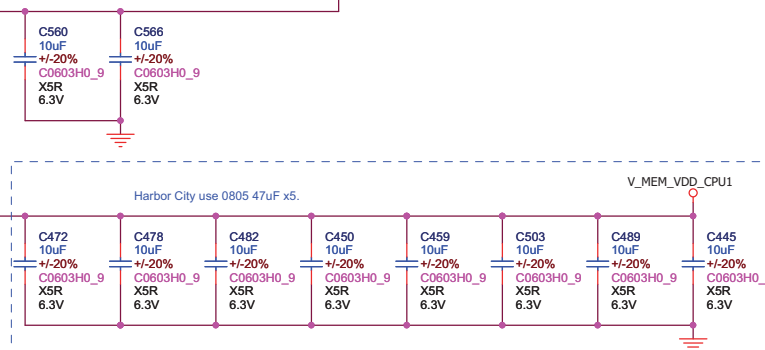 C560
10uF
+/-20%
C0603H0_9
X5R
6.3V
C566
10uF
+/-20%
C0603H0_9
X5R
6.3V
Harbor City use 0805 47uF x5.
V_MEM_VDD_CPU1
C472
10uF
+/-20%
C0603H0_9
X5R
6.3V
C478
10uF
+/-20%
C0603H0_9
X5R
6.3V
C482
10uF
+/-20%
C0603H0_9
X5R
6.3V
C450
10uF
+/-20%
C0603H0_9
X5R
6.3V
C459
10uF
+/-20%
C0603H0_9
X5R
6.3V
C503
10uF
+/-20%
C0603H0_9
X5R
6.3V
C489
10uF
+/-20%
C0603H0_9
X5R
6.3V
C445
10uF
+/-20%
C0603H0_
X5R
6.3V